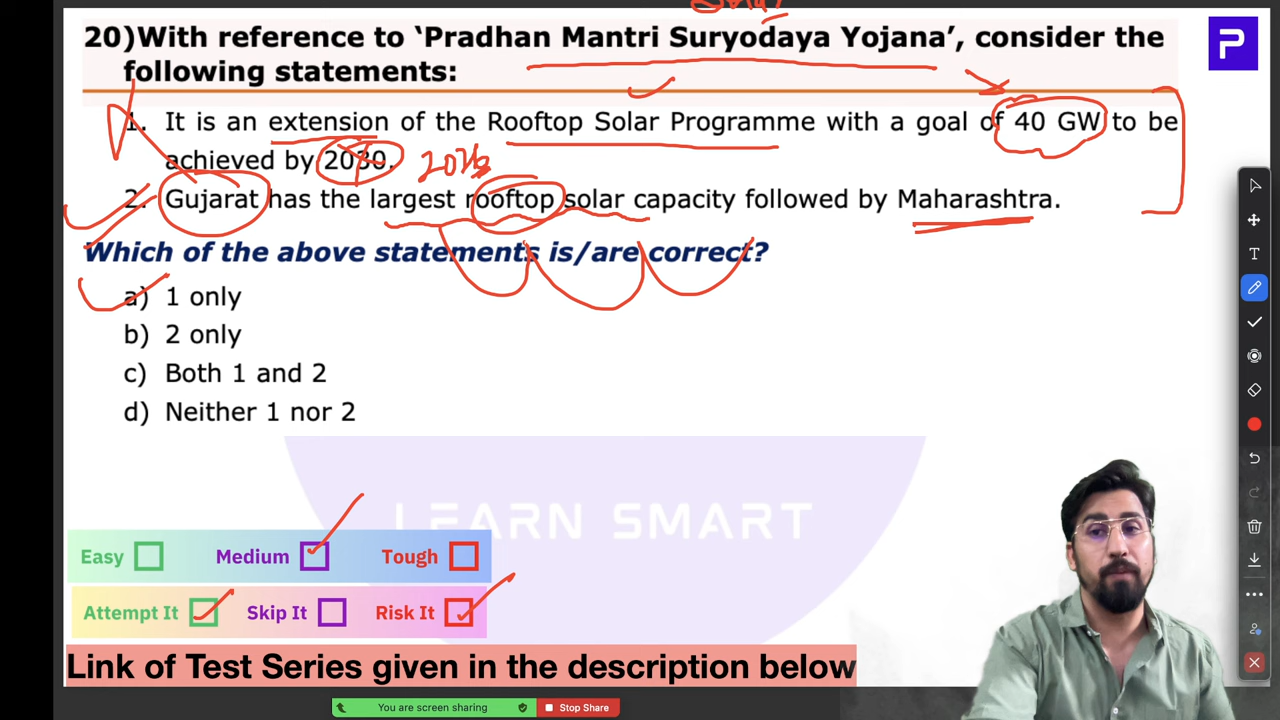 20)With reference to ‘Pradhan Mantri Suryodaya Yojana’, consider the
following statements:
P
1. It is an extension of the Rooftop Solar Programme with a goal of 40 GW to be
achieved by 2030.
2026
2. Gujarat has the largest rooftop solar capacity followed by Maharashtra.
Which of the above statements is/are correct?
a) 1 only
b) 2 only
c) Both 1 and 2
d) Neither 1 nor 2
LEARN SMART
Easy Medium Tough
Attempt It Skip It Risk It
Link of Test Series given in the description below
You are screen sharing Stop Share